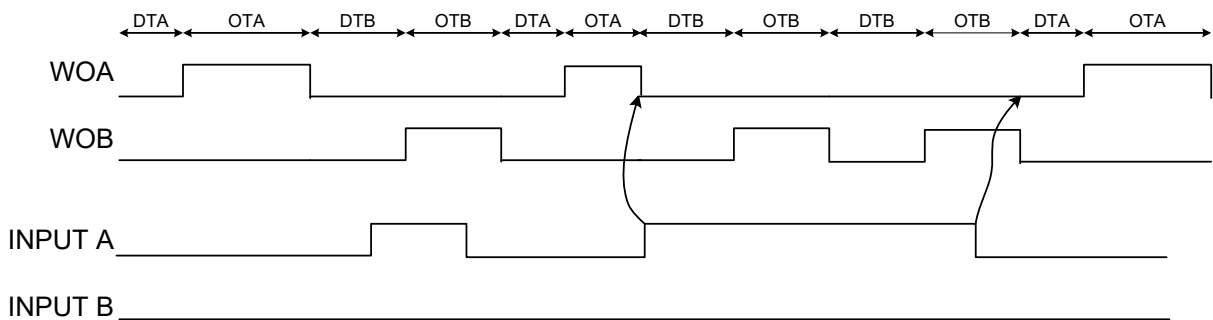 DTA OTA DTB OTB DTA OTA DTB OTB DTB OTB DTA OTA
WOA
WOB
INPUT A
INPUT B